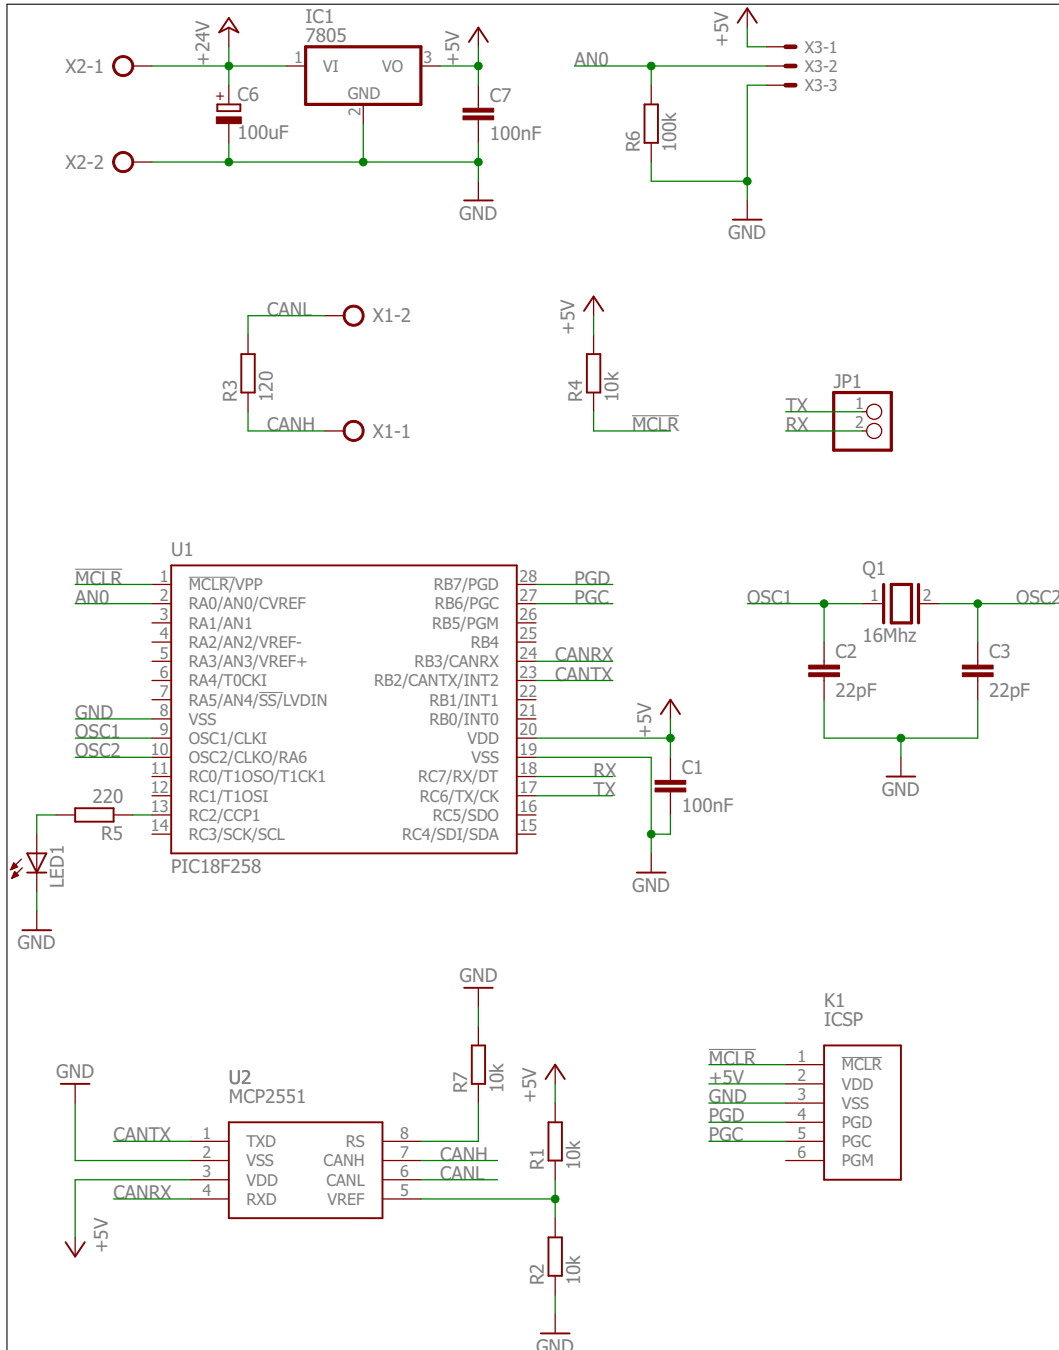 IC1
7805
+24V
X2-1
1
VI
VO
3
+5V
GND
2
+
C6
100uF
C7
100nF
X2-2
GND
+5V
AN0
X3-1
X3-2
X3-3
R6
100k
GND
CANL
X1-2
R3
120
CANH
X1-1
+5V
R4
10k
MCLR
JP1
TX
1
RX
2
U1
MCLR 1 MCLR/VPP RB7/PGD 28 PGD
AN0 2 RA0/AN0/CVREF RB6/PGC 27 PGC
3 RA1/AN1 RB5/PGM 26
4 RA2/AN2/VREF- RB4 25
5 RA3/AN3/VREF+ RB3/CANRX 24 CANRX
6 RA4/T0CKI RB2/CANTX/INT2 23 CANTX
7 RA5/AN4/SS/LVDIN RB1/INT1 22
GND 8 VSS RB0/INT0 21
OSC1 9 OSC1/CLKI VDD 20
OSC2 10 OSC2/CLKO/RA6 VSS 19
11 RC0/T1OSO/T1CK1 RC7/RX/DT 18 RX
12 RC1/T1OSI RC6/TX/CK 17 TX
13 RC2/CCP1 RC5/SDO 16
14 RC3/SCK/SCL RC4/SDI/SDA 15
PIC18F258
220
R5
LED1
GND
+5V
C1
100nF
GND
Q1
OSC1
1
2
OSC2
16Mhz
C2
22pF
C3
22pF
GND
GND
R7
10k
GND
U2
MCP2551
CANTX 1 TXD RS 8
2 VSS CANH 7 CANH
3 VDD CANL 6 CANL
CANRX 4 RXD VREF 5
+5V
+5V
R1
10k
R2
10k
GND
K1
ICSP
MCLR 1 MCLR
+5V 2 VDD
GND 3 VSS
PGD 4 PGD
PGC 5 PGC
6 PGM